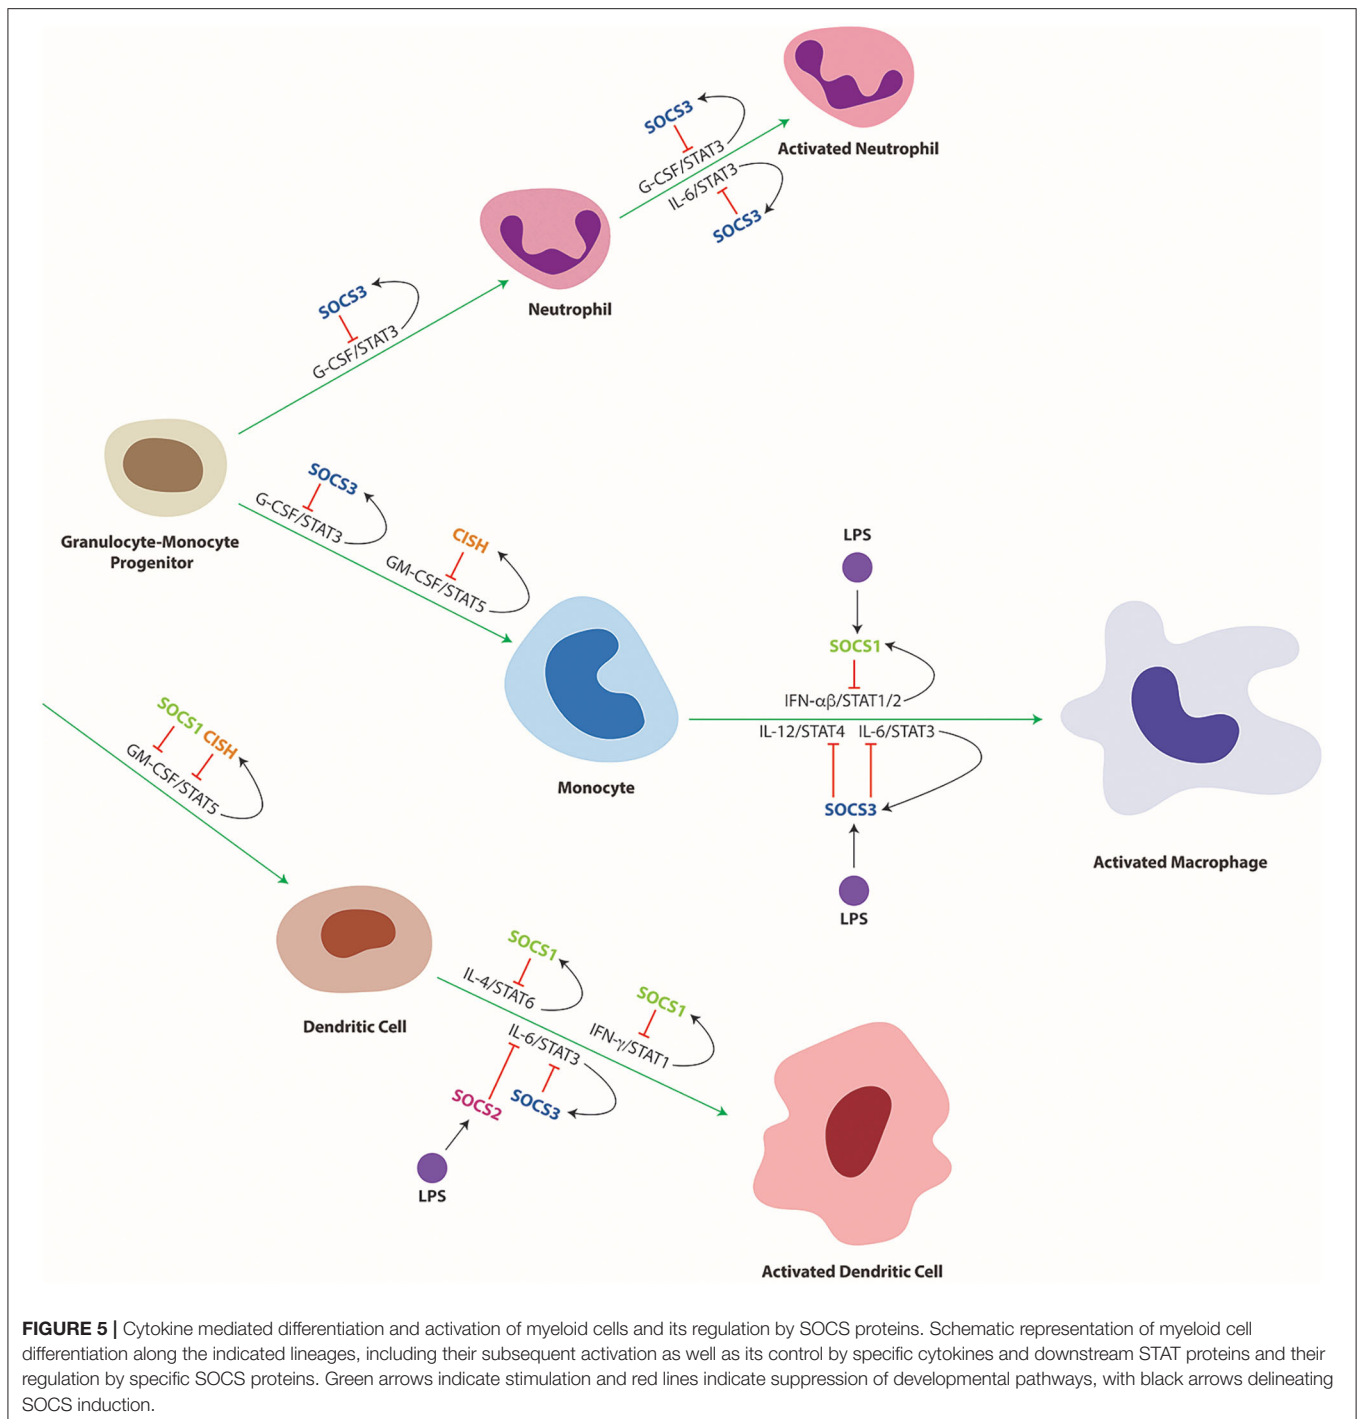 Activated Neutrophil
SOCS3
G-CSF/STAT3
IL-6/STAT3
SOCS3
Neutrophil
SOCS3
G-CSF/STAT3
Granulocyte-Monocyte
Progenitor
SOCS3
G-CSF/STAT3
CISH
GM-CSF/STAT5
Monocyte
LPS
SOCS1
IFN-αβ/STAT1/2
IL-12/STAT4 IL-6/STAT3
SOCS3
LPS
Activated Macrophage
SOCS1 CISH
GM-CSF/STAT5
Dendritic Cell
SOCS1
IL-4/STAT6
SOCS1
IFN-γ/STAT1
IL-6/STAT3
SOCS2 SOCS3
LPS
Activated Dendritic Cell
FIGURE 5 | Cytokine mediated differentiation and activation of myeloid cells and its regulation by SOCS proteins. Schematic representation of myeloid cell
differentiation along the indicated lineages, including their subsequent activation as well as its control by specific cytokines and downstream STAT proteins and their
regulation by specific SOCS proteins. Green arrows indicate stimulation and red lines indicate suppression of developmental pathways, with black arrows delineating
SOCS induction.